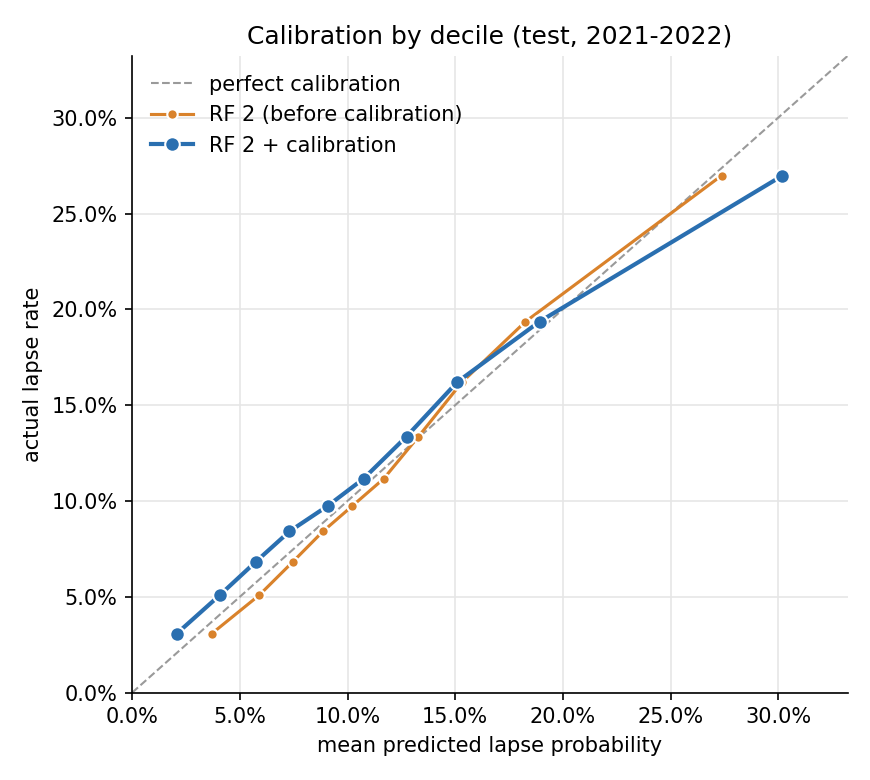 Calibration by decile (test, 2021-2022)
perfect calibration
RF 2 (before calibration)
RF 2 + calibration
actual lapse rate
30.0%
25.0%
20.0%
15.0%
10.0%
5.0%
0.0%
0.0% 5.0% 10.0% 15.0% 20.0% 25.0% 30.0%
mean predicted lapse probability